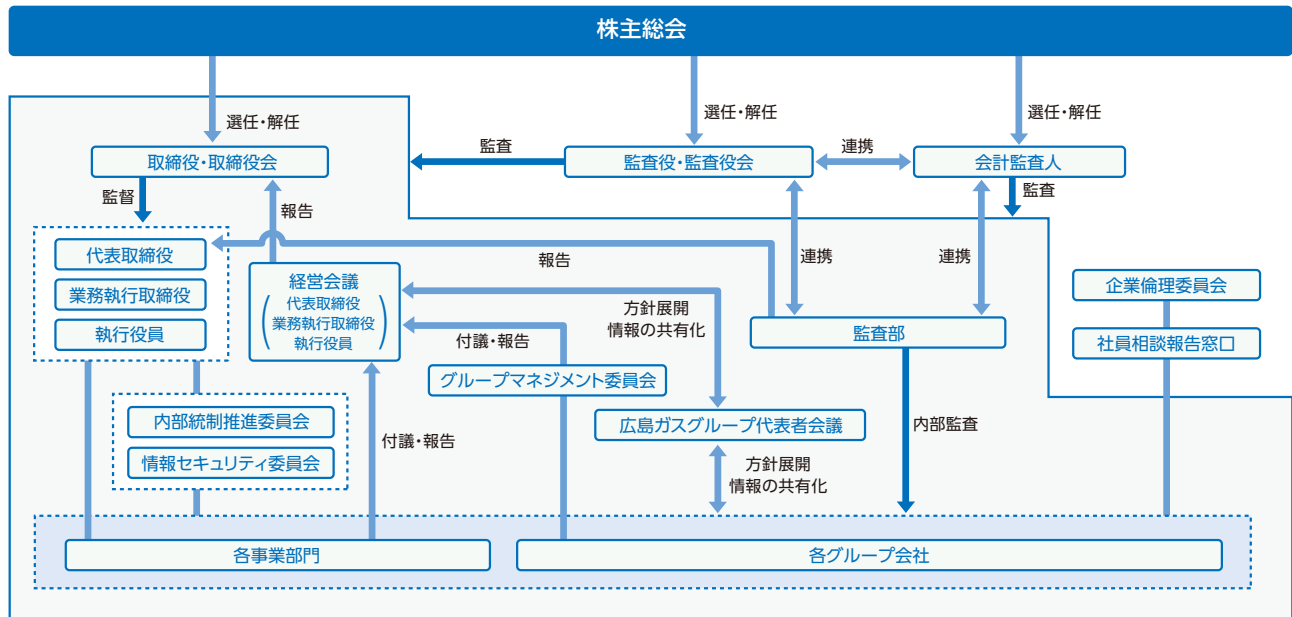 株主総会
選任・解任
選任・解任
選任・解任
取締役・取締役会
監査
監査役・監査役会
連携
会計監査人
監督
報告
監査
代表取締役
業務執行取締役
執行役員
経営会議
代表取締役
業務執行取締役
執行役員
報告
連携
連携
方針展開
情報の共有化
付議・報告
監査部
企業倫理委員会
社員相談報告窓口
グループマネジメント委員会
内部統制推進委員会
情報セキュリティ委員会
付議・報告
広島ガスグループ代表者会議
内部監査
方針展開
情報の共有化
各事業部門
各グループ会社